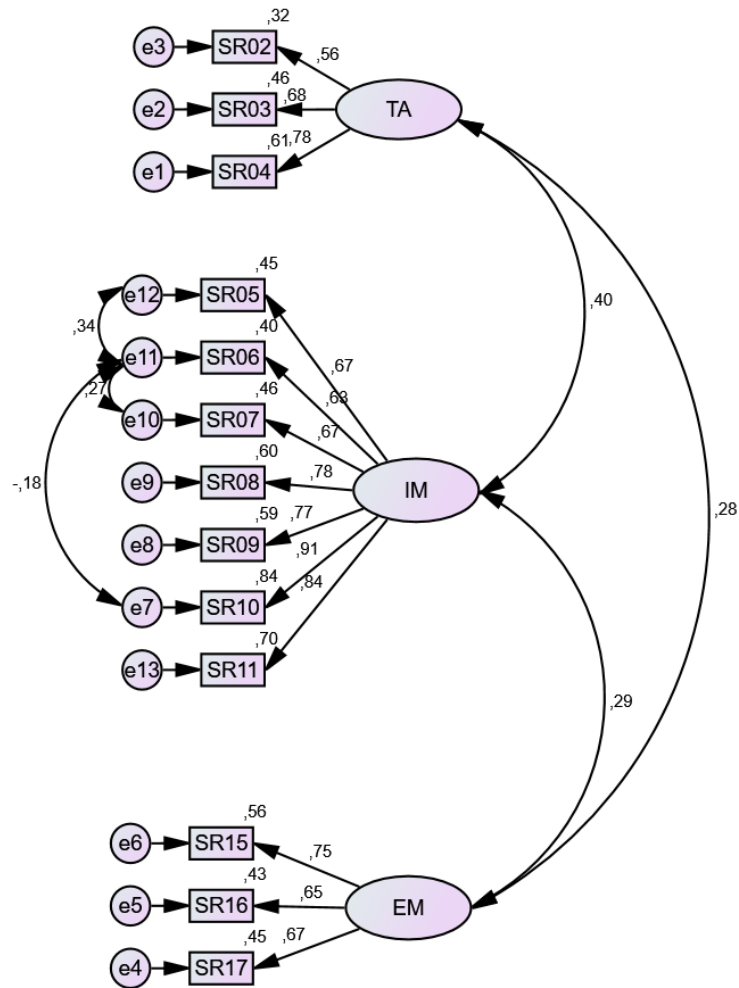 ,32
e3 SR02 ,56
,46
e2 SR03 ,68 TA
,61 ,78
e1 SR04
,45
e12 SR05
,40 ,40
,34
e11 SR06 ,67
,27 ,46 ,63
e10 SR07 ,67
,60
-,18 e9 SR08 ,78 IM
,59 ,77 ,28
e8 SR09 ,91
,84 ,84
e7 SR10
,70
e13 SR11
,29
,56
e6 SR15 ,75
,43
e5 SR16 ,65 EM
,45 ,67
e4 SR17